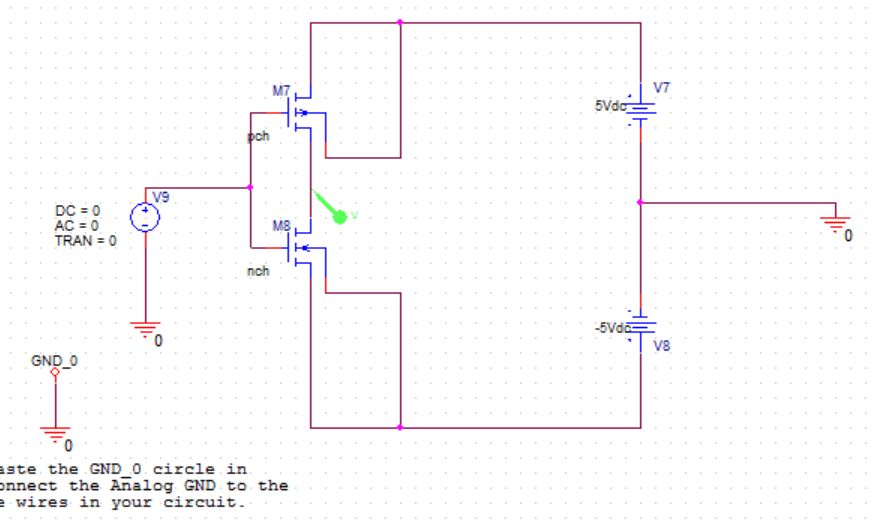 M7
V7
5Vdc
pch
V9
DC = 0
AC = 0
TRAN = 0
V
M8
0
nch
-5Vdc
V8
0
GND_0
0
aste the GND_0 circle in
onnect the Analog GND to the
e wires in your circuit.